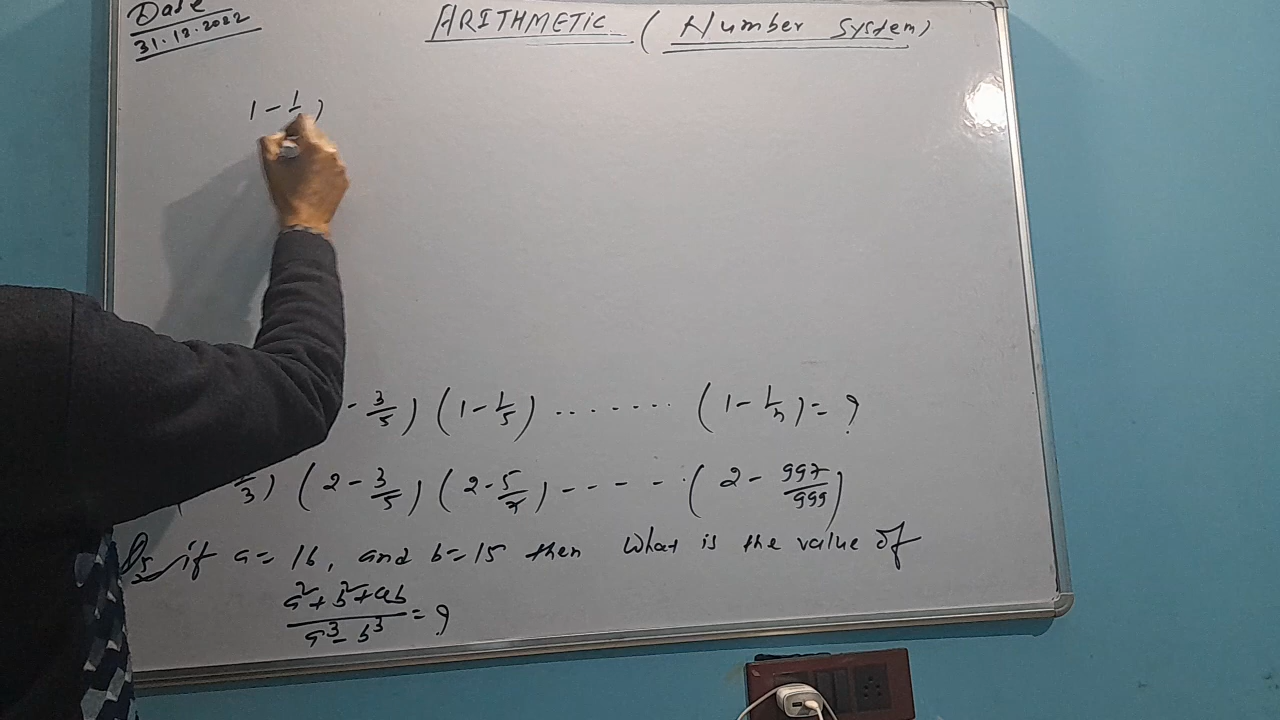 Date
31.12.2022
ARITHMETIC (Number System)
1 - 1/ )
- 3/5) (1 - 1/5) ........ (1 - 1/n) = ?
/3) (2 - 3/5) (2 - 5/7) ----- (2 - 997/999)
Q5 if a = 16, and b = 15 then What is the value of
a²+b²+ab/a³-b³ = ?